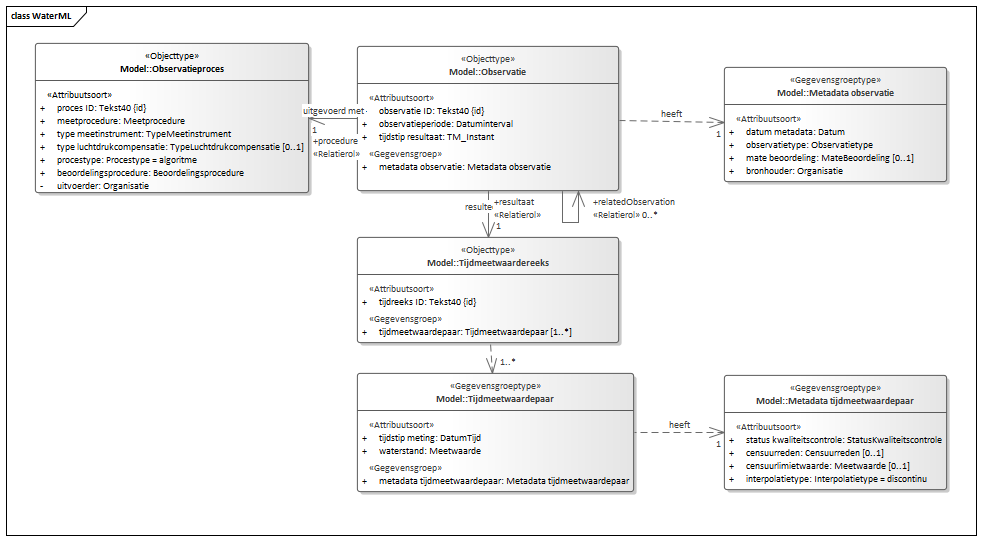 class WaterML
«Objecttype»
Model::Observatieproces
«Attribuutsoort»
+ proces ID: Tekst40 {id}
+ meetprocedure: Meetprocedure
+ type meetinstrument: TypeMeetinstrument
+ type luchtdrukcompensatie: TypeLuchtdrukcompensatie [0..1]
+ procestype: Procestype = algoritme
+ beoordelingsprocedure: Beoordelingsprocedure
- uitvoerder: Organisatie
uitgevoerd met
1
+procedure
«Relatierol»
«Objecttype»
Model::Observatie
«Attribuutsoort»
+ observatie ID: Tekst40 {id}
+ observatieperiode: Datuminterval
+ tijdstip resultaat: TM_Instant
«Gegevensgroep»
+ metadata observatie: Metadata observatie
heeft
1
«Gegevensgroeptype»
Model::Metadata observatie
«Attribuutsoort»
+ datum metadata: Datum
+ observatietype: Observatietype
+ mate beoordeling: MateBeoordeling [0..1]
+ bronhouder: Organisatie
resulte
+resultaat
«Relatierol»
1
+relatedObservation
«Relatierol» 0..*
«Objecttype»
Model::Tijdmeetwaardereeks
«Attribuutsoort»
+ tijdreeks ID: Tekst40 {id}
«Gegevensgroep»
+ tijdmeetwaardepaar: Tijdmeetwaardepaar [1..*]
1..*
«Gegevensgroeptype»
Model::Tijdmeetwaardepaar
«Attribuutsoort»
+ tijdstip meting: DatumTijd
+ waterstand: Meetwaarde
«Gegevensgroep»
+ metadata tijdmeetwaardepaar: Metadata tijdmeetwaardepaar
heeft
1
«Gegevensgroeptype»
Model::Metadata tijdmeetwaardepaar
«Attribuutsoort»
+ status kwaliteitscontrole: StatusKwaliteitscontrole
+ censuurreden: Censuurreden [0..1]
+ censuurlimietwaarde: Meetwaarde [0..1]
+ interpolatietype: Interpolatietype = discontinu